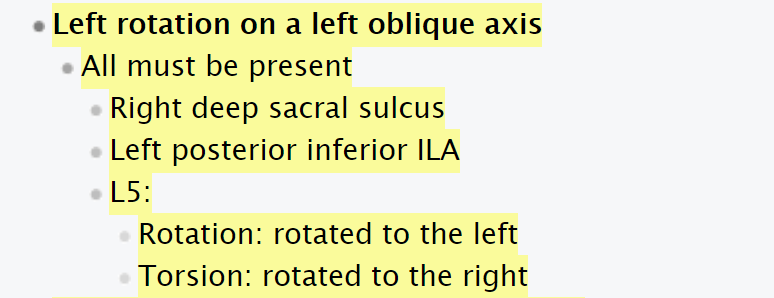 Left rotation on a left oblique axis
All must be present
Right deep sacral sulcus
Left posterior inferior ILA
L5:
Rotation: rotated to the left
Torsion: rotated to the right